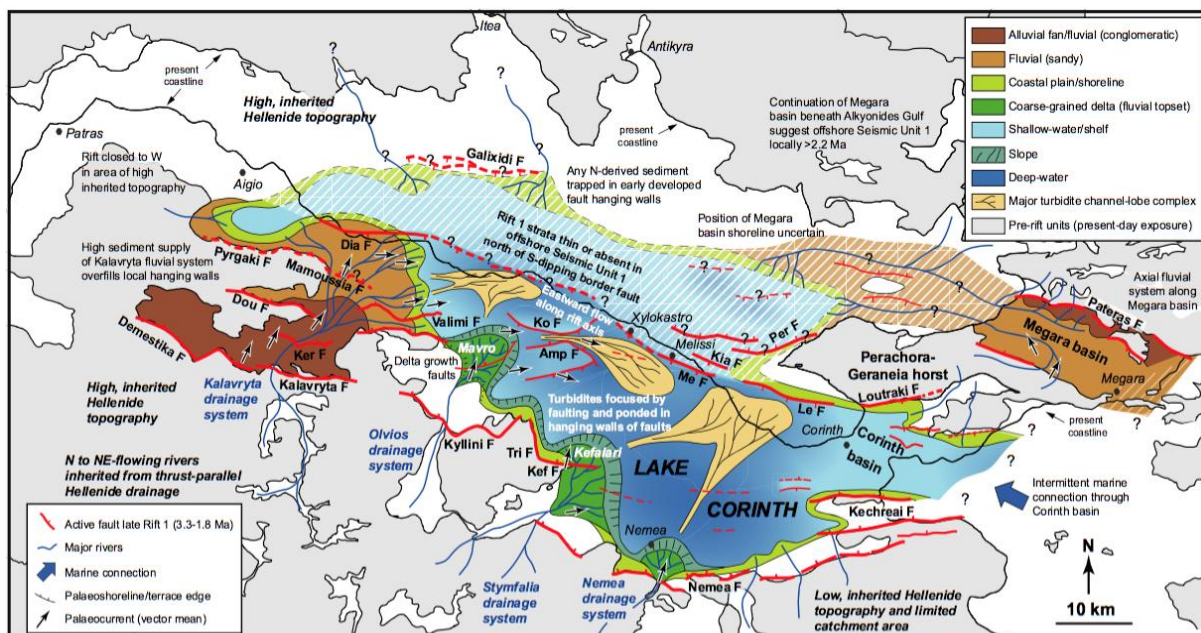 Itea
Antikyra
present
coastline
present
coastline
Patras
High, inherited
Hellenide topography
Galixidi F
present
coastline
Continuation of Megara
basin beneath Alkyonides Gulf
suggest offshore Seismic Unit 1
locally >2.2 Ma
Rift closed to W
in area of high
inherited topography
Aigio
Any N-derived sediment
trapped in early developed
fault hanging walls
Position of Megara
basin shoreline uncertain
High sediment supply
of Kalavryta fluvial system
overfills local hanging walls
Pyrgaki F
Mamoussia F
Dia F
Rift 1 strata thin or absent in
offshore Seismic Unit 1
north of S-dipping border fault
Eastward flow
along rift axis
Xylokastro
Axial fluvial
system along
Megara basin
Pateras F
Megara basin
Megara
Dou F
Demestika F
Ker F
Kalavryta F
Valimi F
Mavro
Delta growth
faults
Ko F
Amp F
Melissi
Kia F
Per F
Me F
Perachora-
Geraneia horst
Loutraki F
Le F
Corinth
Corinth
basin
present
coastline
High, inherited
Hellenide
topography
Kalavryta
drainage
system
Turbidites focused by
faulting and ponded in
hanging walls of faults
Olvios
drainage
system
Kyllini F
Tri F
Kef F
Kefalari
LAKE
CORINTH
N to NE-flowing rivers
inherited from thrust-parallel
Hellenide drainage
Intermittent marine
connection through
Corinth basin
Kechreai F
Nemea
Stymfalia
drainage
system
Nemea
drainage
system
Nemea F
Low, inherited Hellenide
topography and limited
catchment area
N
10 km
Alluvial fan/fluvial (conglomeratic)
Fluvial (sandy)
Coastal plain/shoreline
Coarse-grained delta (fluvial topset)
Shallow-water/shelf
Slope
Deep-water
Major turbidite channel-lobe complex
Pre-rift units (present-day exposure)
Active fault late Rift 1 (3.3-1.8 Ma)
Major rivers
Marine connection
Palaeoshoreline/terrace edge
Palaeocurrent (vector mean)